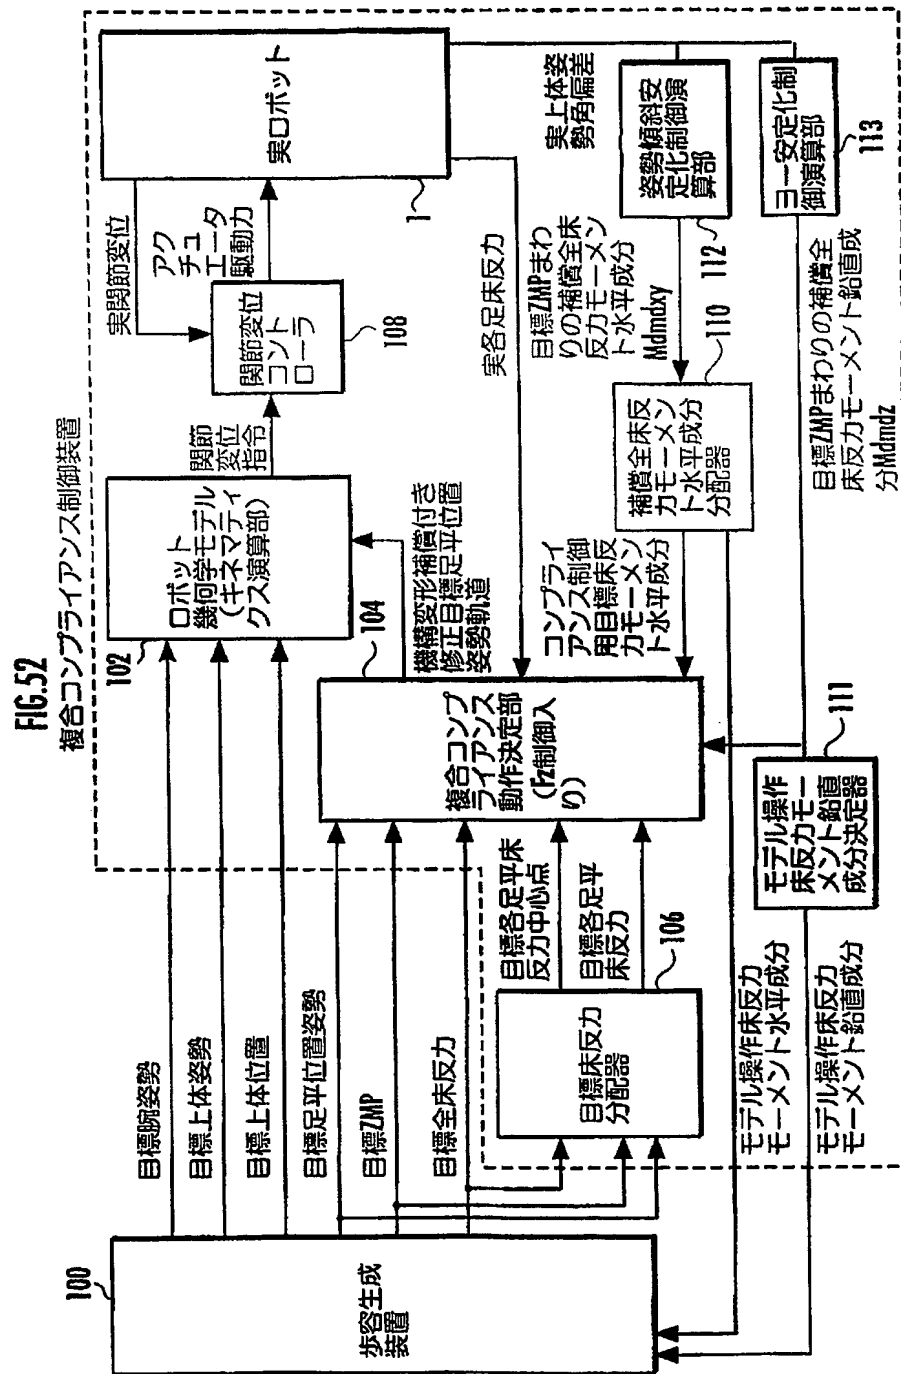 FIG.52
複合コンプライアンス制御装置
100
歩容生成
装置
目標腕姿勢
目標上体姿勢
目標上体位置
目標足平位置姿勢
目標ZMP
目標全床反力
102
ロボット
幾何学モデル
(キネマティ
クス演算部)
関節
変位
指令
関節変位
コント
ローラ
108
実関節変位
アク
チュ
エータ
駆動力
実ロボット
1
104
機構変形補償付き
修正目標足平位置
姿勢軌道
複合コンプ
ライアンス
動作決定部
(Fz制御入
り)
実各足床反力
目標床反力
分配器
106
目標各足平床
反力中心点
目標各足平
床反力
コンプライ
アンス制御
用目標床反
力モーメン
ト水平成分
補償全床反
力モーメン
ト水平成分
分配器
110
目標ZMPまわ
りの補償全床
反力モーメン
ト水平成分
Mdmdxy
姿勢傾斜安
定化制御演
算部
112
実上体姿
勢角偏差
ヨー安定化制
御演算部
113
モデル操作床反力
モーメント水平成分
モデル操作床反力
モーメント鉛直成分
モデル操作
床反力モー
メント鉛直
成分決定器
111
目標ZMPまわりの補償全
床反力モーメント鉛直成
分Mdmdz